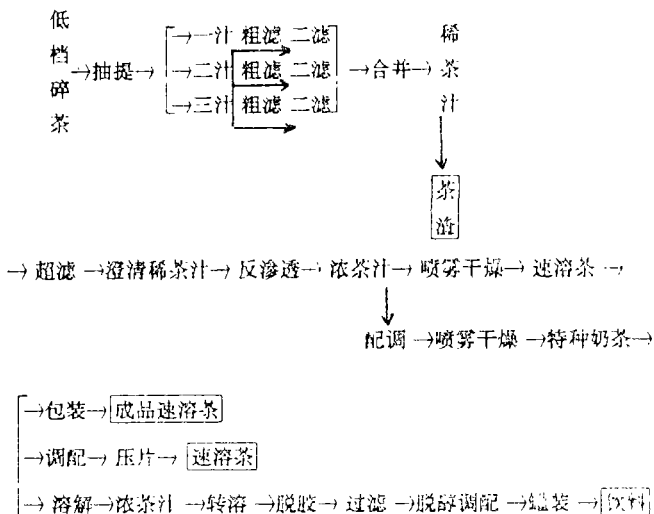 低档碎茶→抽提→
→一汁 粗滤 二滤
→二汁 粗滤 二滤
→三汁 粗滤 二滤
→合并→稀茶汁
茶渣
→超滤→澄清稀茶汁→反渗透→浓茶汁→喷雾干燥→速溶茶→
配调→喷雾干燥→特种奶茶→
→包装→成品速溶茶
→调配→压片→速溶茶
→溶解→浓茶汁→转溶→脱胶→过滤→脱醇调配→罐装→饮料